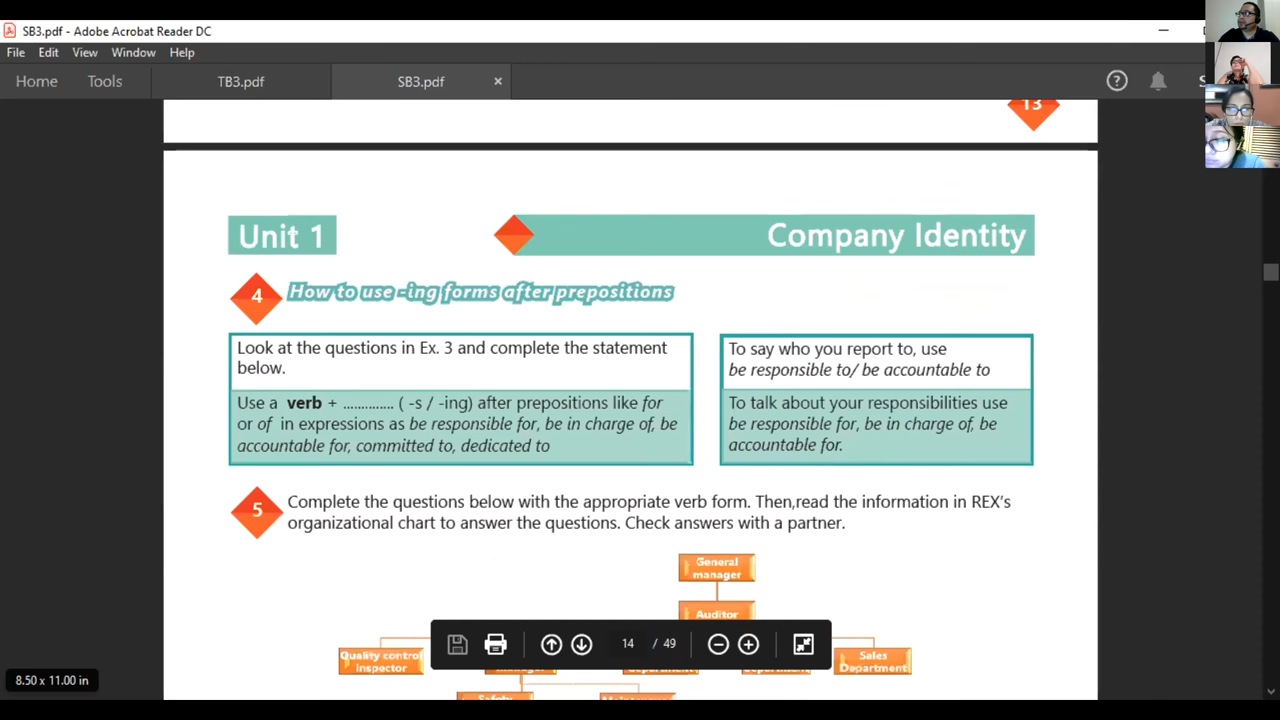 SB3.pdf - Adobe Acrobat Reader DC
File Edit View Window Help
Home Tools TB3.pdf SB3.pdf ×
13
Unit 1 Company Identity
4 How to use -ing forms after prepositions
Look at the questions in Ex. 3 and complete the statement
below.
Use a verb + .............. ( -s / -ing) after prepositions like for
or of in expressions as be responsible for, be in charge of, be
accountable for, committed to, dedicated to
To say who you report to, use
be responsible to/ be accountable to
To talk about your responsibilities use
be responsible for, be in charge of, be
accountable for.
5 Complete the questions below with the appropriate verb form. Then,read the information in REX's
organizational chart to answer the questions. Check answers with a partner.
General
manager
Auditor
Quality control
Inspector
Sales
Department
14 / 49
8.50 x 11.00 in